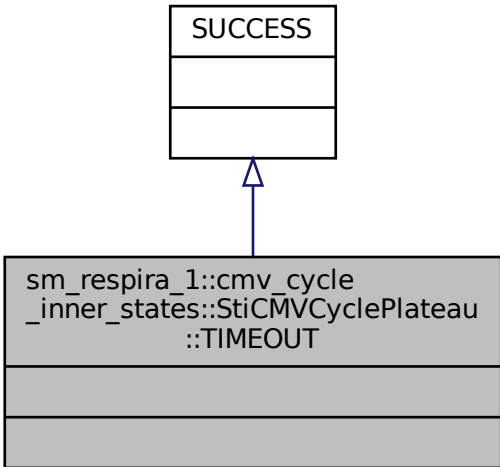 SUCCESS
sm_respira_1::cmv_cycle
_inner_states::StiCMVCyclePlateau
::TIMEOUT